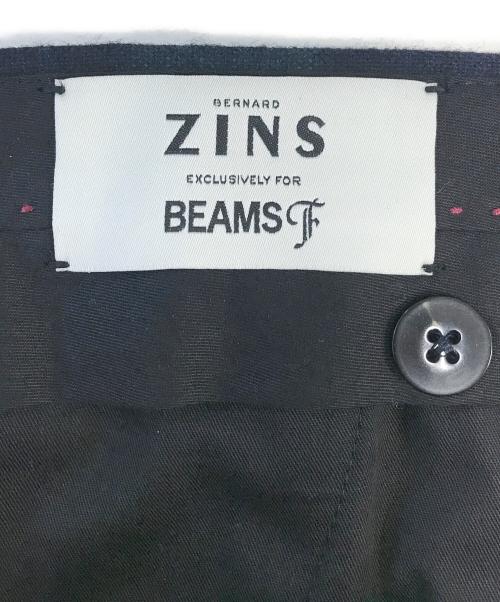 BERNARD
ZINS
EXCLUSIVELY FOR
BEAMS F